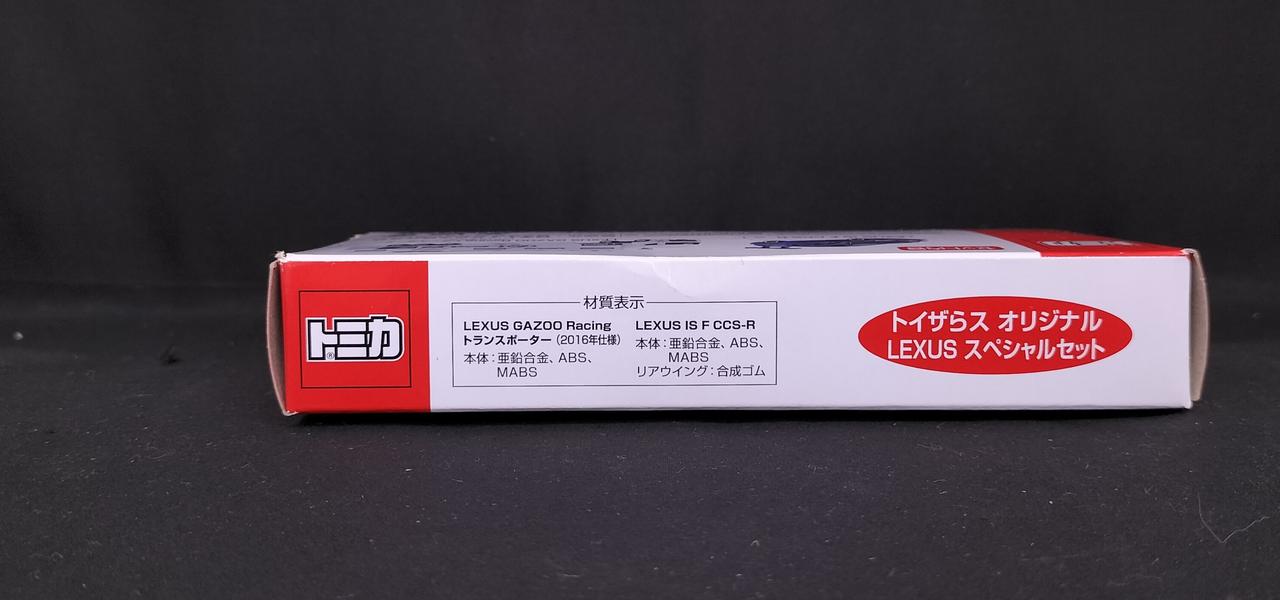 トミカ
®
材質表示
LEXUS GAZOO Racing
トランスポーター（2016年仕様）
本体：亜鉛合金、ABS、
MABS
LEXUS IS F CCS-R
本体：亜鉛合金、ABS、
MABS
リアウイング：合成ゴム
トイザらス オリジナル
LEXUS スペシャルセット